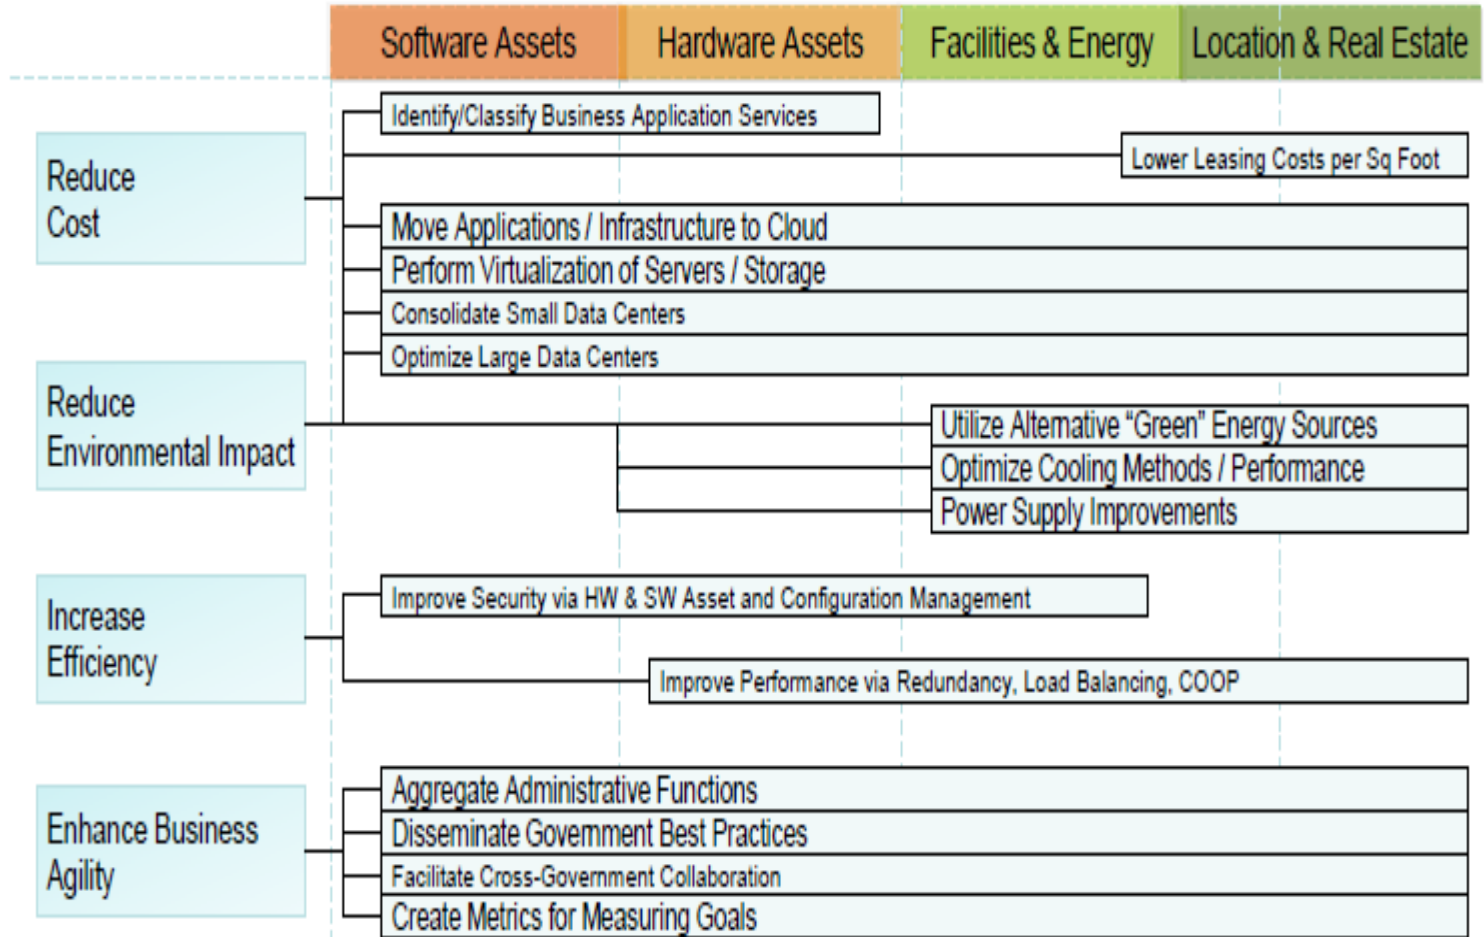 Software Assets
Hardware Assets
Facilities & Energy
Location & Real Estate
Reduce
Cost
Identify/Classify Business Application Services
Lower Leasing Costs per Sq Foot
Move Applications / Infrastructure to Cloud
Perform Virtualization of Servers / Storage
Consolidate Small Data Centers
Optimize Large Data Centers
Reduce
Environmental Impact
Utilize Alternative “Green” Energy Sources
Optimize Cooling Methods / Performance
Power Supply Improvements
Increase
Efficiency
Improve Security via HW & SW Asset and Configuration Management
Improve Performance via Redundancy, Load Balancing, COOP
Enhance Business
Agility
Aggregate Administrative Functions
Disseminate Government Best Practices
Facilitate Cross-Government Collaboration
Create Metrics for Measuring Goals